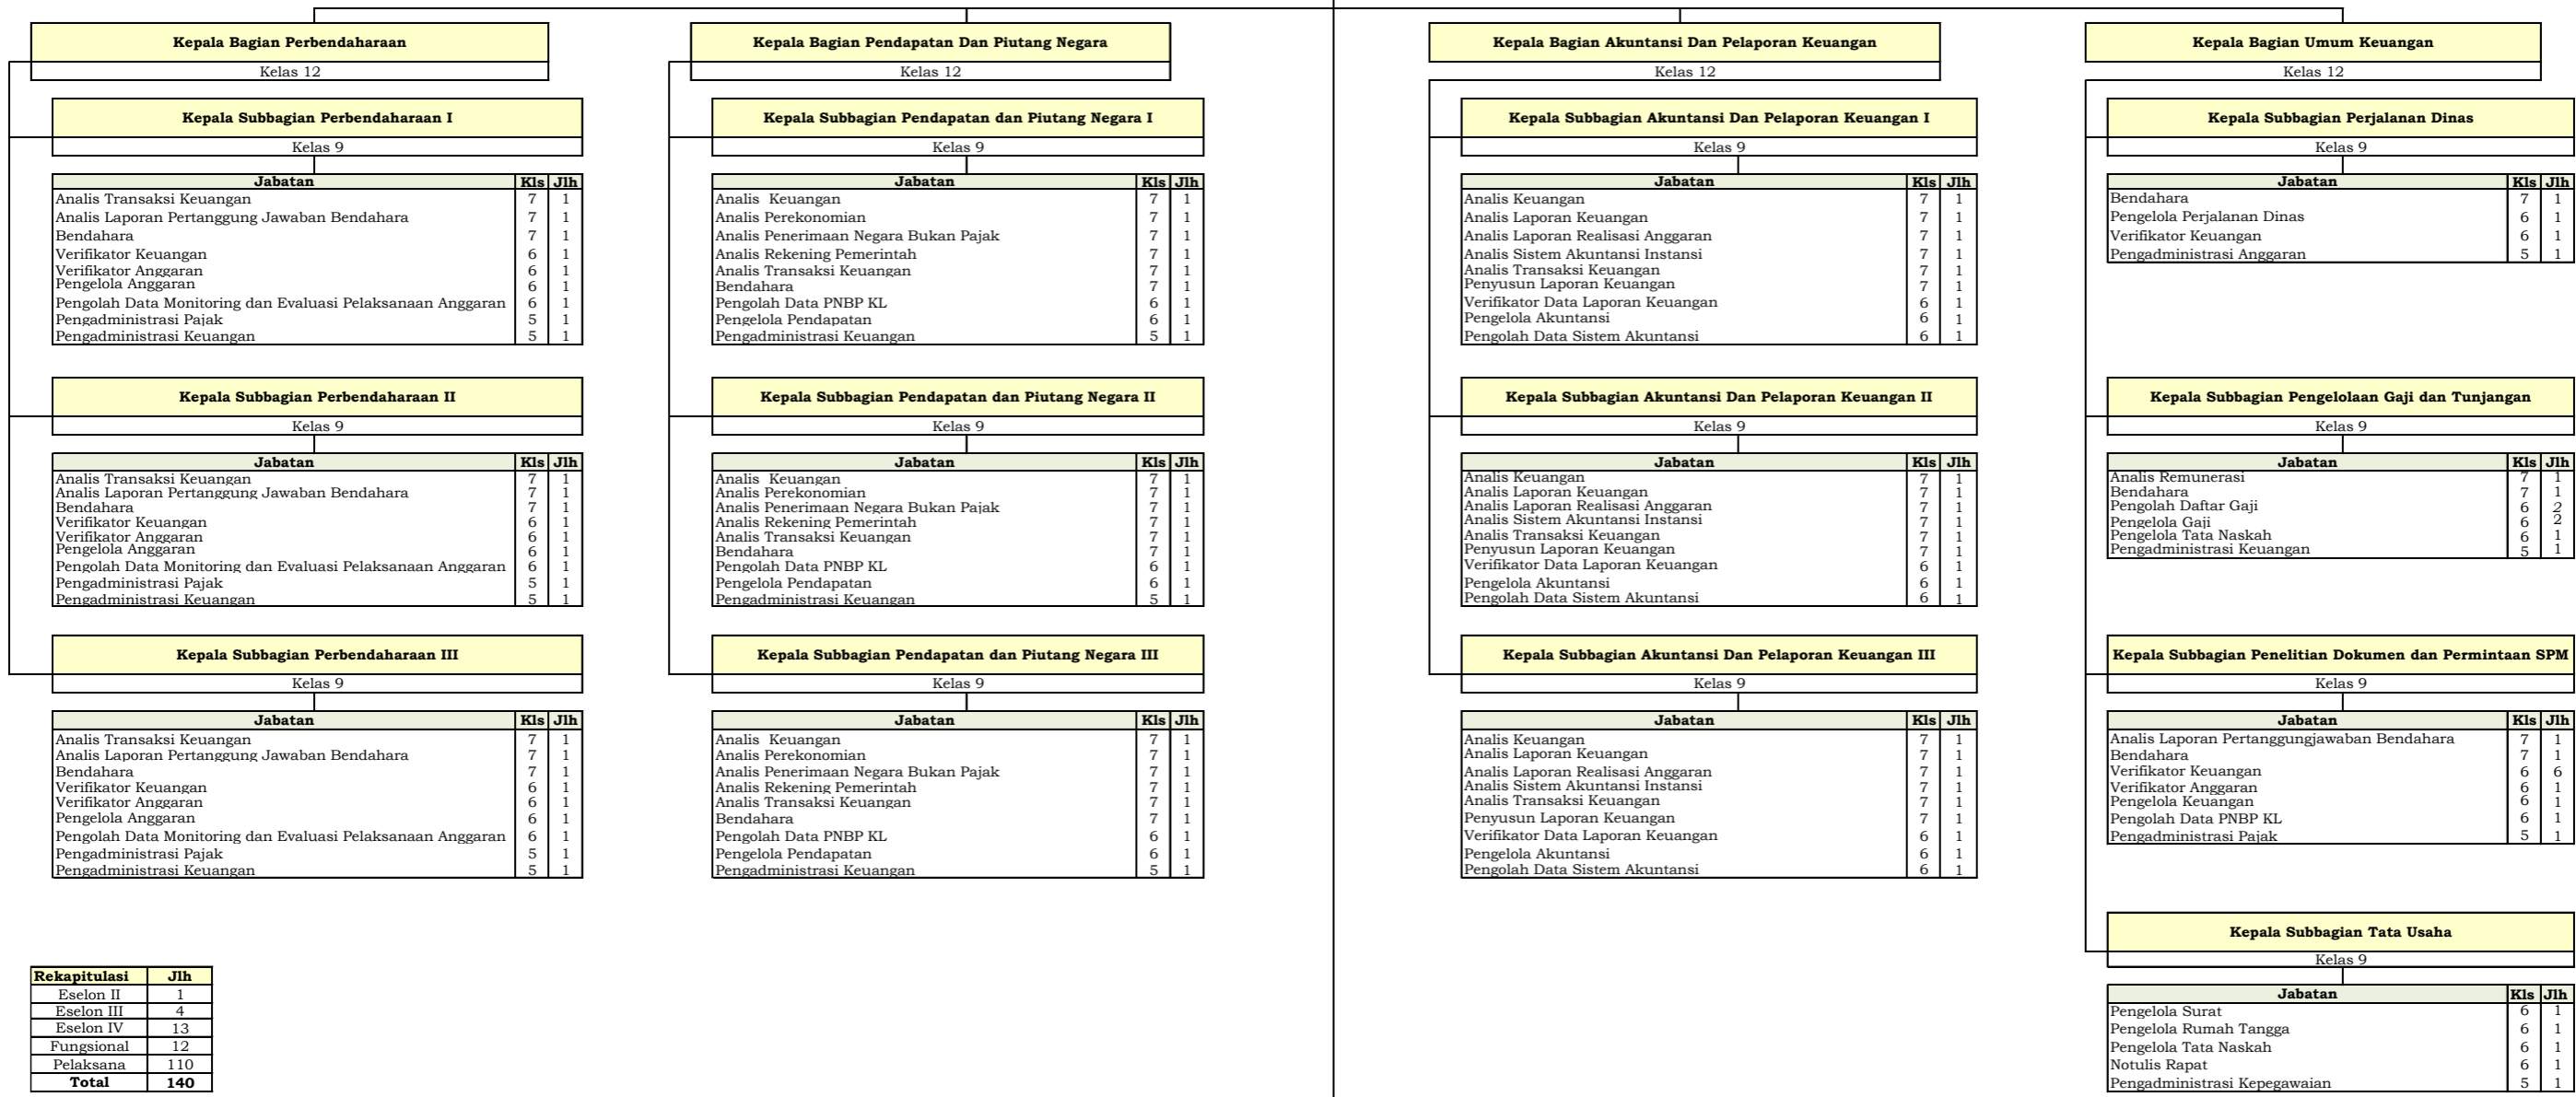 Kepala Bagian Perbendaharaan
Kelas 12
Kepala Subbagian Perbendaharaan I
Kelas 9
Jabatan Kls Jlh
Analis Transaksi Keuangan 7 1
Analis Laporan Pertanggung Jawaban Bendahara 7 1
Bendahara 7 1
Verifikator Keuangan 6 1
Verifikator Anggaran 6 1
Pengelola Anggaran 6 1
Pengolah Data Monitoring dan Evaluasi Pelaksanaan Anggaran 6 1
Pengadministrasi Pajak 5 1
Pengadministrasi Keuangan 5 1
Kepala Subbagian Perbendaharaan II
Kelas 9
Jabatan Kls Jlh
Analis Transaksi Keuangan 7 1
Analis Laporan Pertanggung Jawaban Bendahara 7 1
Bendahara 7 1
Verifikator Keuangan 6 1
Verifikator Anggaran 6 1
Pengelola Anggaran 6 1
Pengolah Data Monitoring dan Evaluasi Pelaksanaan Anggaran 6 1
Pengadministrasi Pajak 5 1
Pengadministrasi Keuangan 5 1
Kepala Subbagian Perbendaharaan III
Kelas 9
Jabatan Kls Jlh
Analis Transaksi Keuangan 7 1
Analis Laporan Pertanggung Jawaban Bendahara 7 1
Bendahara 7 1
Verifikator Keuangan 6 1
Verifikator Anggaran 6 1
Pengelola Anggaran 6 1
Pengolah Data Monitoring dan Evaluasi Pelaksanaan Anggaran 6 1
Pengadministrasi Pajak 5 1
Pengadministrasi Keuangan 5 1
Rekapitulasi Jlh
Eselon II 1
Eselon III 4
Eselon IV 13
Fungsional 12
Pelaksana 110
Total 140
Kepala Bagian Pendapatan Dan Piutang Negara
Kelas 12
Kepala Subbagian Pendapatan dan Piutang Negara I
Kelas 9
Jabatan Kls Jlh
Analis Keuangan 7 1
Analis Perekonomian 7 1
Analis Penerimaan Negara Bukan Pajak 7 1
Analis Rekening Pemerintah 7 1
Analis Transaksi Keuangan 7 1
Bendahara 7 1
Pengolah Data PNBP KL 6 1
Pengelola Pendapatan 6 1
Pengadministrasi Keuangan 5 1
Kepala Subbagian Pendapatan dan Piutang Negara II
Kelas 9
Jabatan Kls Jlh
Analis Keuangan 7 1
Analis Perekonomian 7 1
Analis Penerimaan Negara Bukan Pajak 7 1
Analis Rekening Pemerintah 7 1
Analis Transaksi Keuangan 7 1
Bendahara 7 1
Pengolah Data PNBP KL 6 1
Pengelola Pendapatan 6 1
Pengadministrasi Keuangan 5 1
Kepala Subbagian Pendapatan dan Piutang Negara III
Kelas 9
Jabatan Kls Jlh
Analis Keuangan 7 1
Analis Perekonomian 7 1
Analis Penerimaan Negara Bukan Pajak 7 1
Analis Rekening Pemerintah 7 1
Analis Transaksi Keuangan 7 1
Bendahara 7 1
Pengolah Data PNBP KL 6 1
Pengelola Pendapatan 6 1
Pengadministrasi Keuangan 5 1
Kepala Bagian Akuntansi Dan Pelaporan Keuangan
Kelas 12
Kepala Subbagian Akuntansi Dan Pelaporan Keuangan I
Kelas 9
Jabatan Kls Jlh
Analis Keuangan 7 1
Analis Laporan Keuangan 7 1
Analis Laporan Realisasi Anggaran 7 1
Analis Sistem Akuntansi Instansi 7 1
Analis Transaksi Keuangan 7 1
Penyusun Laporan Keuangan 7 1
Verifikator Data Laporan Keuangan 6 1
Pengelola Akuntansi 6 1
Pengolah Data Sistem Akuntansi 6 1
Kepala Subbagian Akuntansi Dan Pelaporan Keuangan II
Kelas 9
Jabatan Kls Jlh
Analis Keuangan 7 1
Analis Laporan Keuangan 7 1
Analis Laporan Realisasi Anggaran 7 1
Analis Sistem Akuntansi Instansi 7 1
Analis Transaksi Keuangan 7 1
Penyusun Laporan Keuangan 7 1
Verifikator Data Laporan Keuangan 6 1
Pengelola Akuntansi 6 1
Pengolah Data Sistem Akuntansi 6 1
Kepala Subbagian Akuntansi Dan Pelaporan Keuangan III
Kelas 9
Jabatan Kls Jlh
Analis Keuangan 7 1
Analis Laporan Keuangan 7 1
Analis Laporan Realisasi Anggaran 7 1
Analis Sistem Akuntansi Instansi 7 1
Analis Transaksi Keuangan 7 1
Penyusun Laporan Keuangan 7 1
Verifikator Data Laporan Keuangan 6 1
Pengelola Akuntansi 6 1
Pengolah Data Sistem Akuntansi 6 1
Kepala Bagian Umum Keuangan
Kelas 12
Kepala Subbagian Perjalanan Dinas
Kelas 9
Jabatan Kls Jlh
Bendahara 7 1
Pengelola Perjalanan Dinas 6 1
Verifikator Keuangan 6 1
Pengadministrasi Anggaran 5 1
Kepala Subbagian Pengelolaan Gaji dan Tunjangan
Kelas 9
Jabatan Kls Jlh
Analis Remunerasi 7 1
Bendahara 7 1
Pengolah Daftar Gaji 6 2
Pengelola Gaji 6 2
Pengelola Tata Naskah 6 1
Pengadministrasi Keuangan 5 1
Kepala Subbagian Penelitian Dokumen dan Permintaan SPM
Kelas 9
Jabatan Kls Jlh
Analis Laporan Pertanggungjawaban Bendahara 7 1
Bendahara 7 1
Verifikator Keuangan 6 6
Verifikator Anggaran 6 1
Pengelola Keuangan 6 1
Pengolah Data PNBP KL 6 1
Pengadministrasi Pajak 5 1
Kepala Subbagian Tata Usaha
Kelas 9
Jabatan Kls Jlh
Pengelola Surat 6 1
Pengelola Rumah Tangga 6 1
Pengelola Tata Naskah 6 1
Notulis Rapat 6 1
Pengadministrasi Kepegawaian 5 1